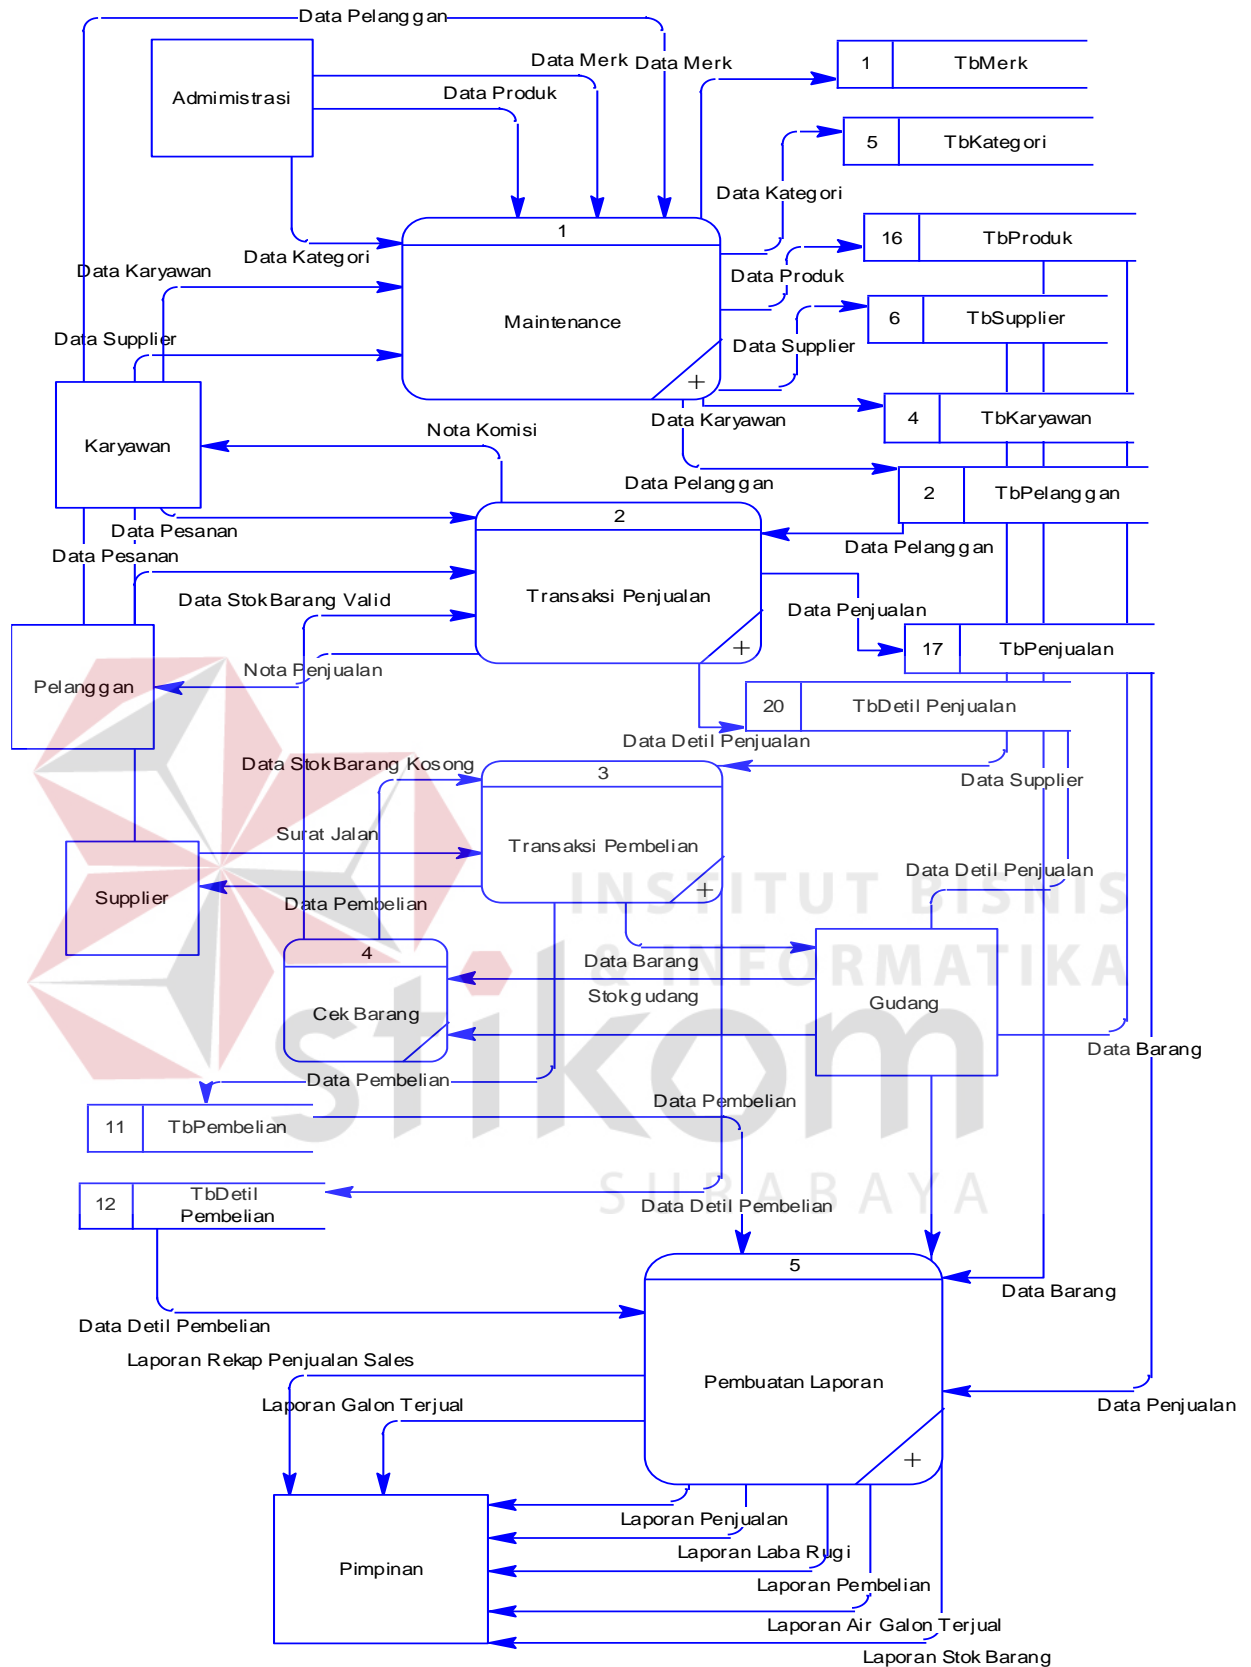 Data Pelanggan
Admimistrasi
Data Merk
Data Merk
Data Produk
1
TbMerk
5
TbKategori
Data Kategori
1
Maintenance
Data Kategori
16
TbProduk
Data Produk
Data Karyawan
Data Supplier
6
TbSupplier
Data Supplier
Karyawan
Nota Komisi
Data Karyawan
4
TbKaryawan
Data Pelanggan
2
TbPelanggan
Data Pesanan
Data Pesanan
2
Transaksi Penjualan
Data Pelanggan
Data Stok Barang Valid
Data Penjualan
17
TbPenjualan
Pelanggan
Nota Penjualan
20
TbDetil Penjualan
Data Detil Penjualan
Data Stok Barang Kosong
3
Transaksi Pembelian
Data Supplier
Surat Jalan
Supplier
Data Pembelian
Data Detil Penjualan
INSTITUT BISNIS
& INFORMATIKA
4
Cek Barang
Data Barang
Stok gudang
Gudang
stikom
Data Barang
Data Pembelian
Data Pembelian
11
TbPembelian
SURABAYA
12
TbDetil
Pembelian
Data Detil Pembelian
5
Pembuatan Laporan
Data Barang
Data Detil Pembelian
Laporan Rekap Penjualan Sales
Laporan Galon Terjual
Data Penjualan
Pimpinan
Laporan Penjualan
Laporan Laba Rugi
Laporan Pembelian
Laporan Air Galon Terjual
Laporan Stok Barang